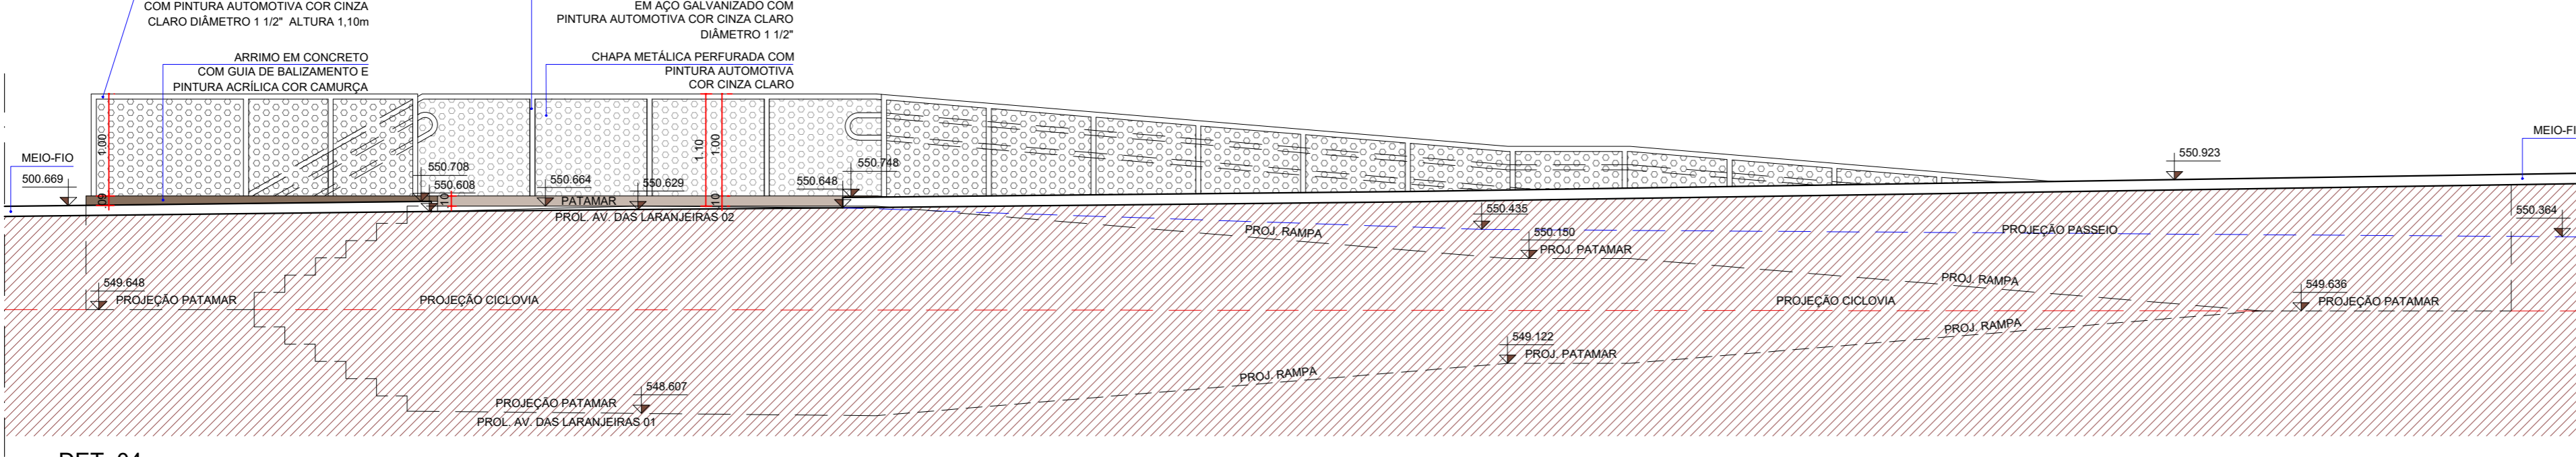 COM PINTURA AUTOMOTIVA COR CINZA
CLARO DIÂMETRO 1 1/2" ALTURA 1,10m
EM AÇO GALVANIZADO COM
PINTURA AUTOMOTIVA COR CINZA CLARO
DIÂMETRO 1 1/2"
ARRIMO EM CONCRETO
COM GUIA DE BALIZAMENTO E
PINTURA ACRÍLICA COR CAMURÇA
CHAPA METÁLICA PERFURADA COM
PINTURA AUTOMOTIVA
COR CINZA CLARO
MEIO-FIO
500.669
1.00
.09
550.708
550.608
.10
550.664
PATAMAR
550.629
PROL. AV. DAS LARANJEIRAS 02
1.10
1.00
.10
550.648
550.748
550.923
MEIO-FI
550.435
550.364
PROJ. RAMPA
550.150
PROJ. PATAMAR
PROJEÇÃO PASSEIO
PROJ. RAMPA
549.648
PROJEÇÃO PATAMAR
PROJEÇÃO CICLOVIA
PROJEÇÃO CICLOVIA
549.636
PROJEÇÃO PATAMAR
PROJ. RAMPA
549.122
PROJ. PATAMAR
PROJ. RAMPA
548.607
PROJEÇÃO PATAMAR
PROL. AV. DAS LARANJEIRAS 01